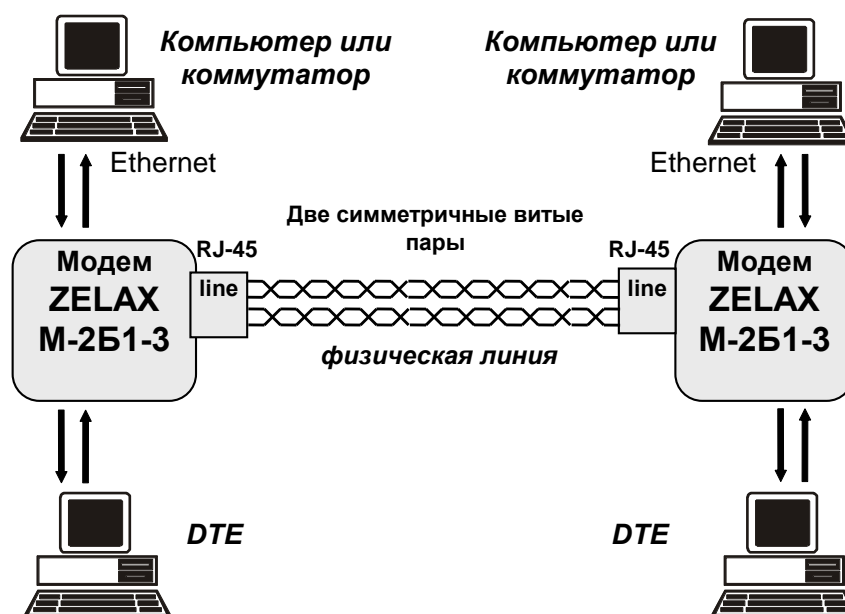 Компьютер или
коммутатор
Компьютер или
коммутатор
Ethernet
Ethernet
Две симметричные витые
пары
RJ-45
RJ-45
Модем
ZELAX
М-2Б1-3
line
line
Модем
ZELAX
М-2Б1-3
физическая линия
DTE
DTE